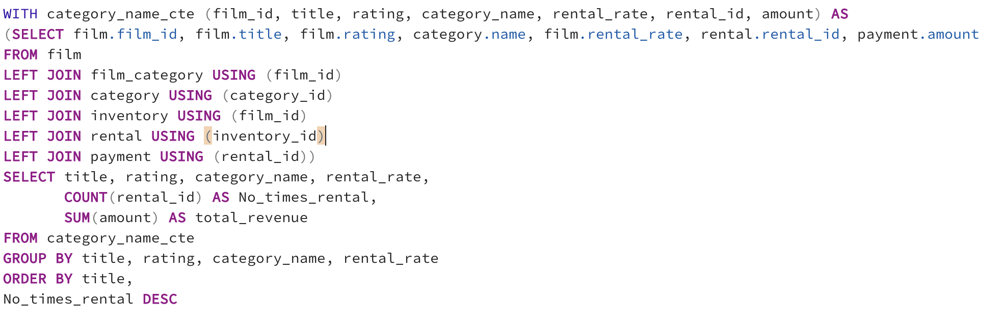 WITH category_name_cte (film_id, title, rating, category_name, rental_rate, rental_id, amount) AS
(SELECT film.film_id, film.title, film.rating, category.name, film.rental_rate, rental.rental_id, payment.amount
FROM film
LEFT JOIN film_category USING (film_id)
LEFT JOIN category USING (category_id)
LEFT JOIN inventory USING (film_id)
LEFT JOIN rental USING (inventory_id)
LEFT JOIN payment USING (rental_id))
SELECT title, rating, category_name, rental_rate,
       COUNT(rental_id) AS No_times_rental,
       SUM(amount) AS total_revenue
FROM category_name_cte
GROUP BY title, rating, category_name, rental_rate
ORDER BY title,
No_times_rental DESC